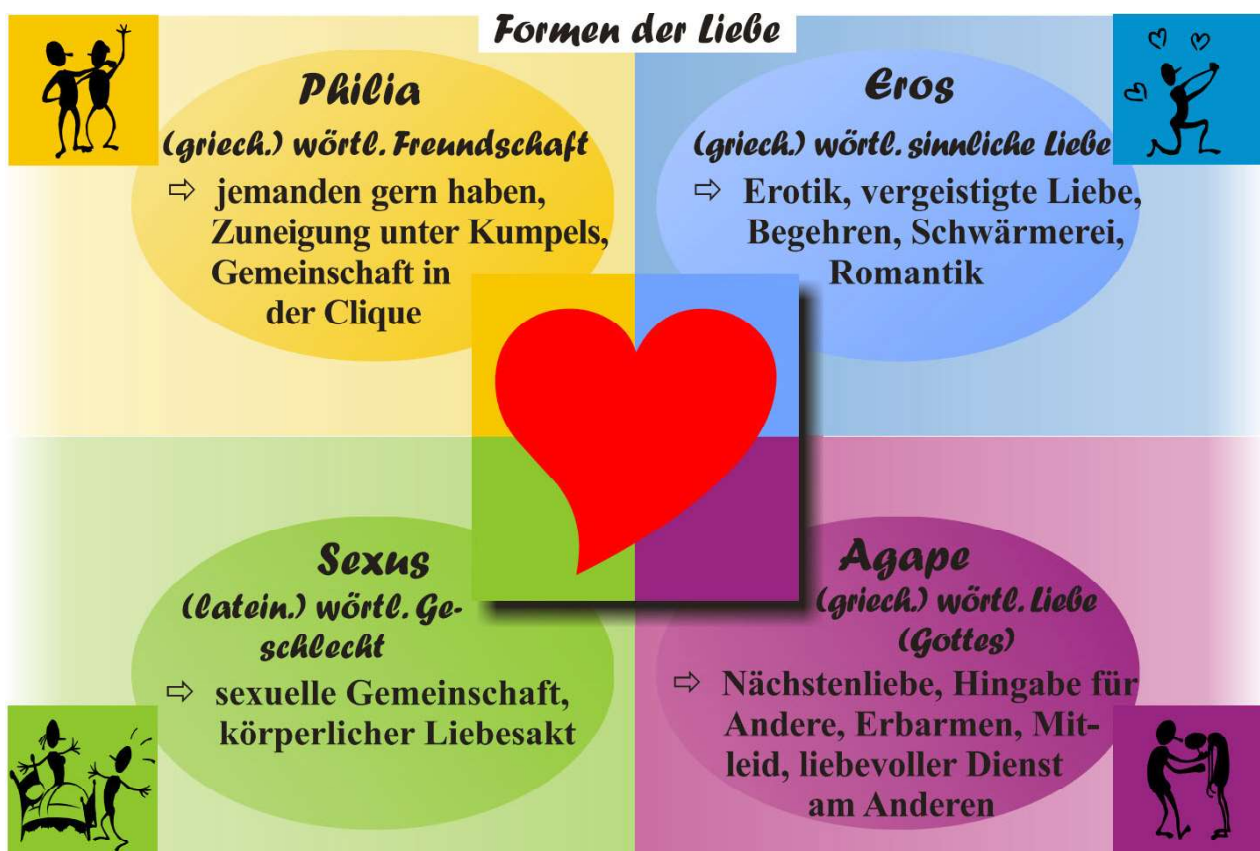 Formen der Liebe
Philia
(griech.) wörtl. Freundschaft
⇨ jemanden gern haben,
Zuneigung unter Kumpels,
Gemeinschaft in
der Clique
Eros
(griech.) wörtl. sinnliche Liebe
⇨ Erotik, vergeistigte Liebe,
Begehren, Schwärmerei,
Romantik
Sexus
(latein.) wörtl. Ge-
schlecht
⇨ sexuelle Gemeinschaft,
körperlicher Liebesakt
Agape
(griech.) wörtl. Liebe
(Gottes)
⇨ Nächstenliebe, Hingabe für
Andere, Erbarmen, Mit-
leid, liebevoller Dienst
am Anderen